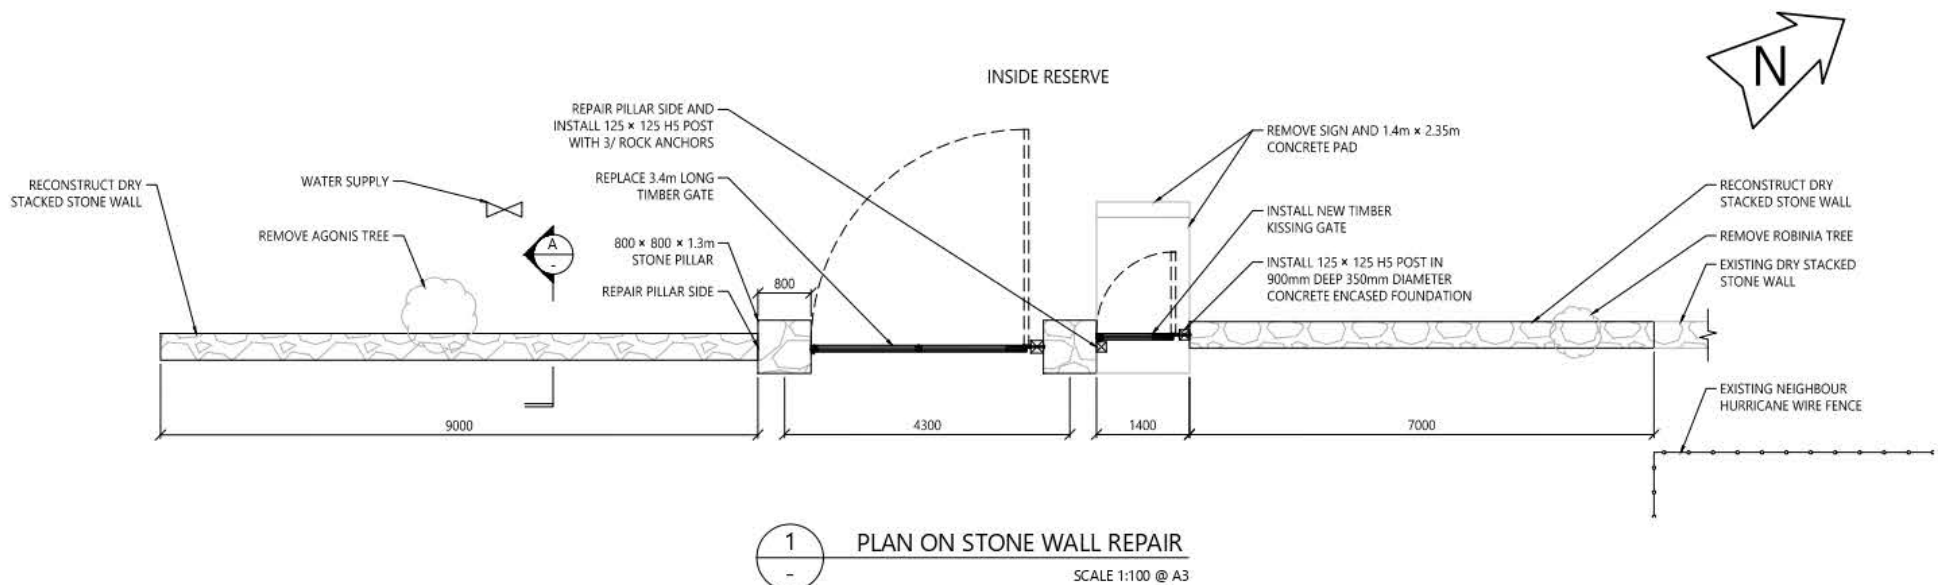 N
INSIDE RESERVE
REPAIR PILLAR SIDE AND
INSTALL 125 × 125 H5 POST
WITH 3/ ROCK ANCHORS
REMOVE SIGN AND 1.4m × 2.35m
CONCRETE PAD
RECONSTRUCT DRY
STACKED STONE WALL
WATER SUPPLY
REPLACE 3.4m LONG
TIMBER GATE
RECONSTRUCT DRY
STACKED STONE WALL
INSTALL NEW TIMBER
KISSING GATE
REMOVE AGONIS TREE
A
-
800 × 800 × 1.3m
STONE PILLAR
REMOVE ROBINIA TREE
INSTALL 125 × 125 H5 POST IN
900mm DEEP 350mm DIAMETER
CONCRETE ENCASED FOUNDATION
EXISTING DRY STACKED
STONE WALL
REPAIR PILLAR SIDE
800
EXISTING NEIGHBOUR
HURRICANE WIRE FENCE
9000
4300
1400
7000
1
-
PLAN ON STONE WALL REPAIR
SCALE 1:100 @ A3